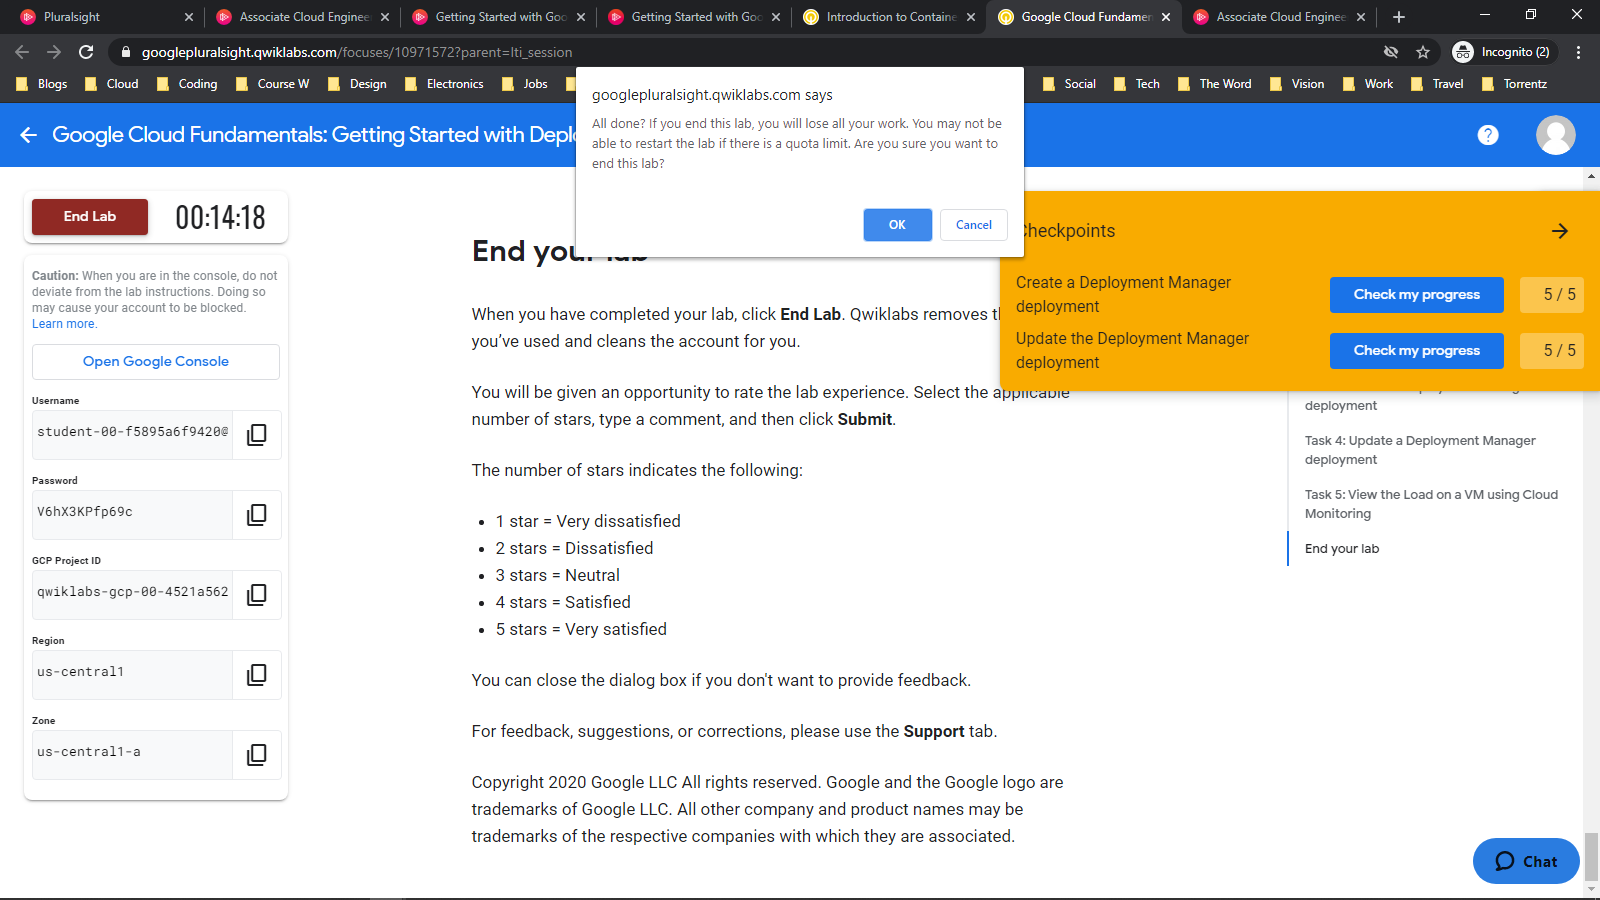 Pluralsight
Associate Cloud Enginee
Getting Started with Goo
Getting Started with Goo
Introduction to Containe
Google Cloud Fundamen
Associate Cloud Enginee
googlepluralsight.qwiklabs.com/focuses/10971572?parent=lti_session
Incognito (2)
Blogs
Cloud
Coding
Course W
Design
Electronics
Jobs
Social
Tech
The Word
Vision
Work
Travel
Torrentz
googlepluralsight.qwiklabs.com says
All done? If you end this lab, you will lose all your work. You may not be
able to restart the lab if there is a quota limit. Are you sure you want to
end this lab?
OK
Cancel
Google Cloud Fundamentals: Getting Started with Deplo
?
End Lab
00:14:18
Caution: When you are in the console, do not
deviate from the lab instructions. Doing so
may cause your account to be blocked.
Learn more.
Open Google Console
Username
student-00-f5895a6f9420@
Password
V6hX3KPfp69c
GCP Project ID
qwiklabs-gcp-00-4521a562
Region
us-central1
Zone
us-central1-a
End your lab
When you have completed your lab, click End Lab. Qwiklabs removes th
you’ve used and cleans the account for you.
You will be given an opportunity to rate the lab experience. Select the applicable
number of stars, type a comment, and then click Submit.
The number of stars indicates the following:
• 1 star = Very dissatisfied
• 2 stars = Dissatisfied
• 3 stars = Neutral
• 4 stars = Satisfied
• 5 stars = Very satisfied
You can close the dialog box if you don't want to provide feedback.
For feedback, suggestions, or corrections, please use the Support tab.
Copyright 2020 Google LLC All rights reserved. Google and the Google logo are
trademarks of Google LLC. All other company and product names may be
trademarks of the respective companies with which they are associated.
Checkpoints
Create a Deployment Manager
deployment
Check my progress
5 / 5
Update the Deployment Manager
deployment
Check my progress
5 / 5
deployment
Task 4: Update a Deployment Manager
deployment
Task 5: View the Load on a VM using Cloud
Monitoring
End your lab
Chat